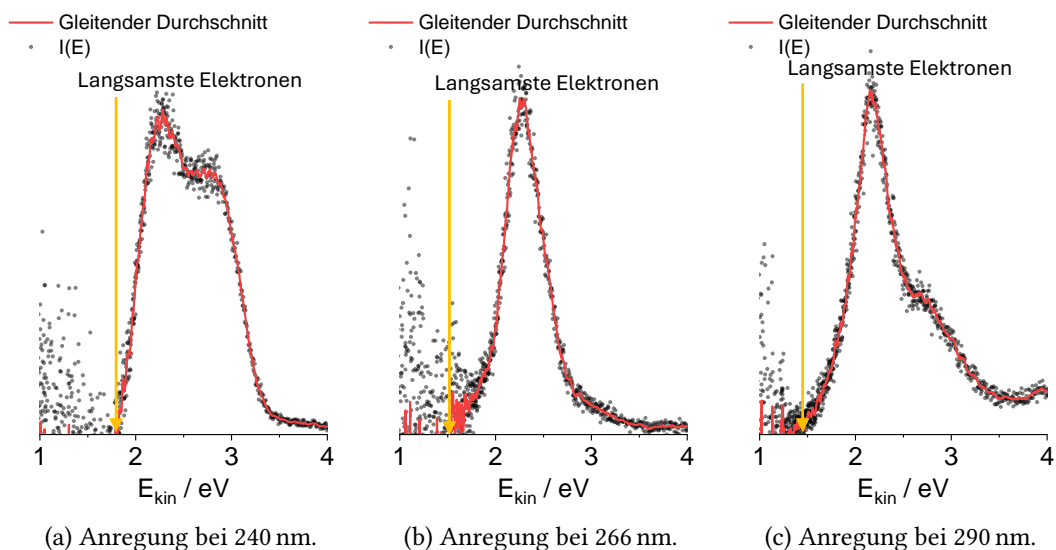 Gleitender Durchschnitt
I(E)
Langsamste Elektronen
1 2 3 4
E_kin / eV
(a) Anregung bei 240 nm.
Gleitender Durchschnitt
I(E)
Langsamste Elektronen
1 2 3 4
E_kin / eV
(b) Anregung bei 266 nm.
Gleitender Durchschnitt
I(E)
Langsamste Elektronen
1 2 3 4
E_kin / eV
(c) Anregung bei 290 nm.